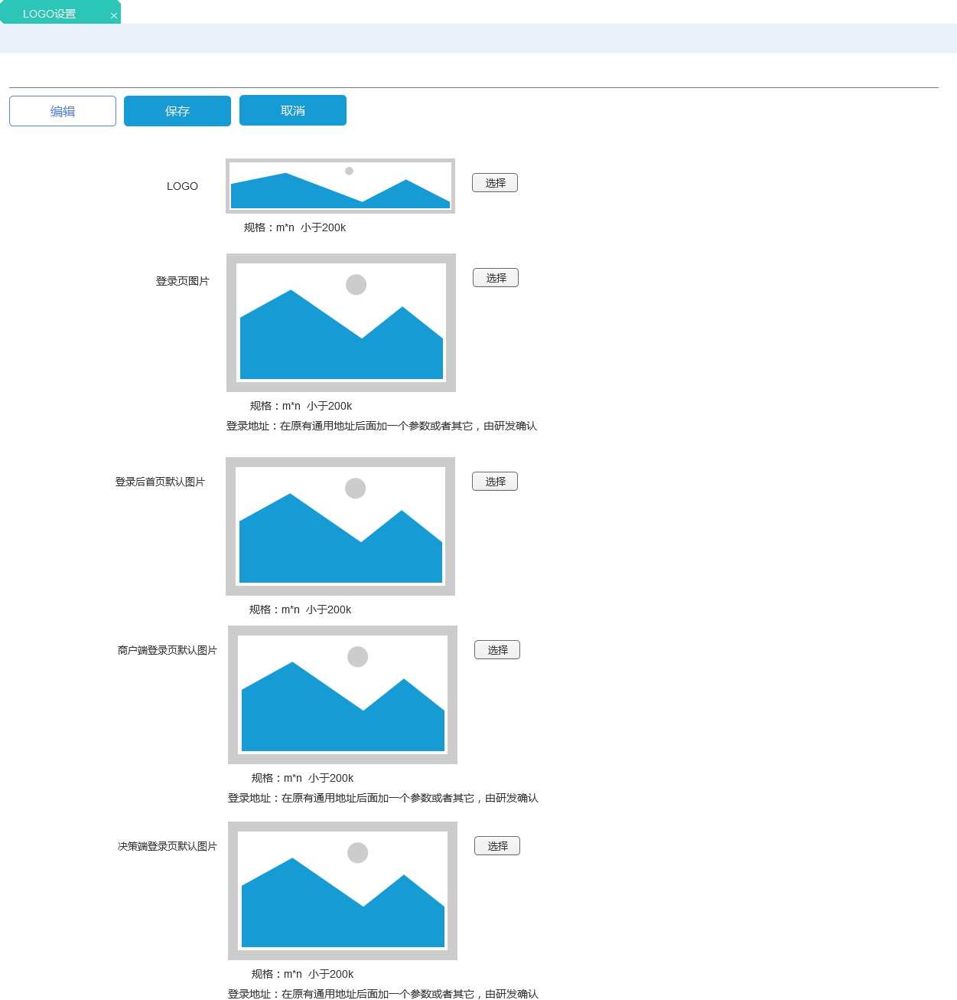 LOGO设置 ×
编辑 保存 取消
LOGO 选择
规格：m*n 小于200k
登录页图片 选择
规格：m*n 小于200k
登录地址：在原有通用地址后面加一个参数或者其它，由研发确认
登录后首页默认图片 选择
规格：m*n 小于200k
商户端登录页默认图片 选择
规格：m*n 小于200k
登录地址：在原有通用地址后面加一个参数或者其它，由研发确认
决策端登录页默认图片 选择
规格：m*n 小于200k
登录地址：在原有通用地址后面加一个参数或者其它，由研发确认